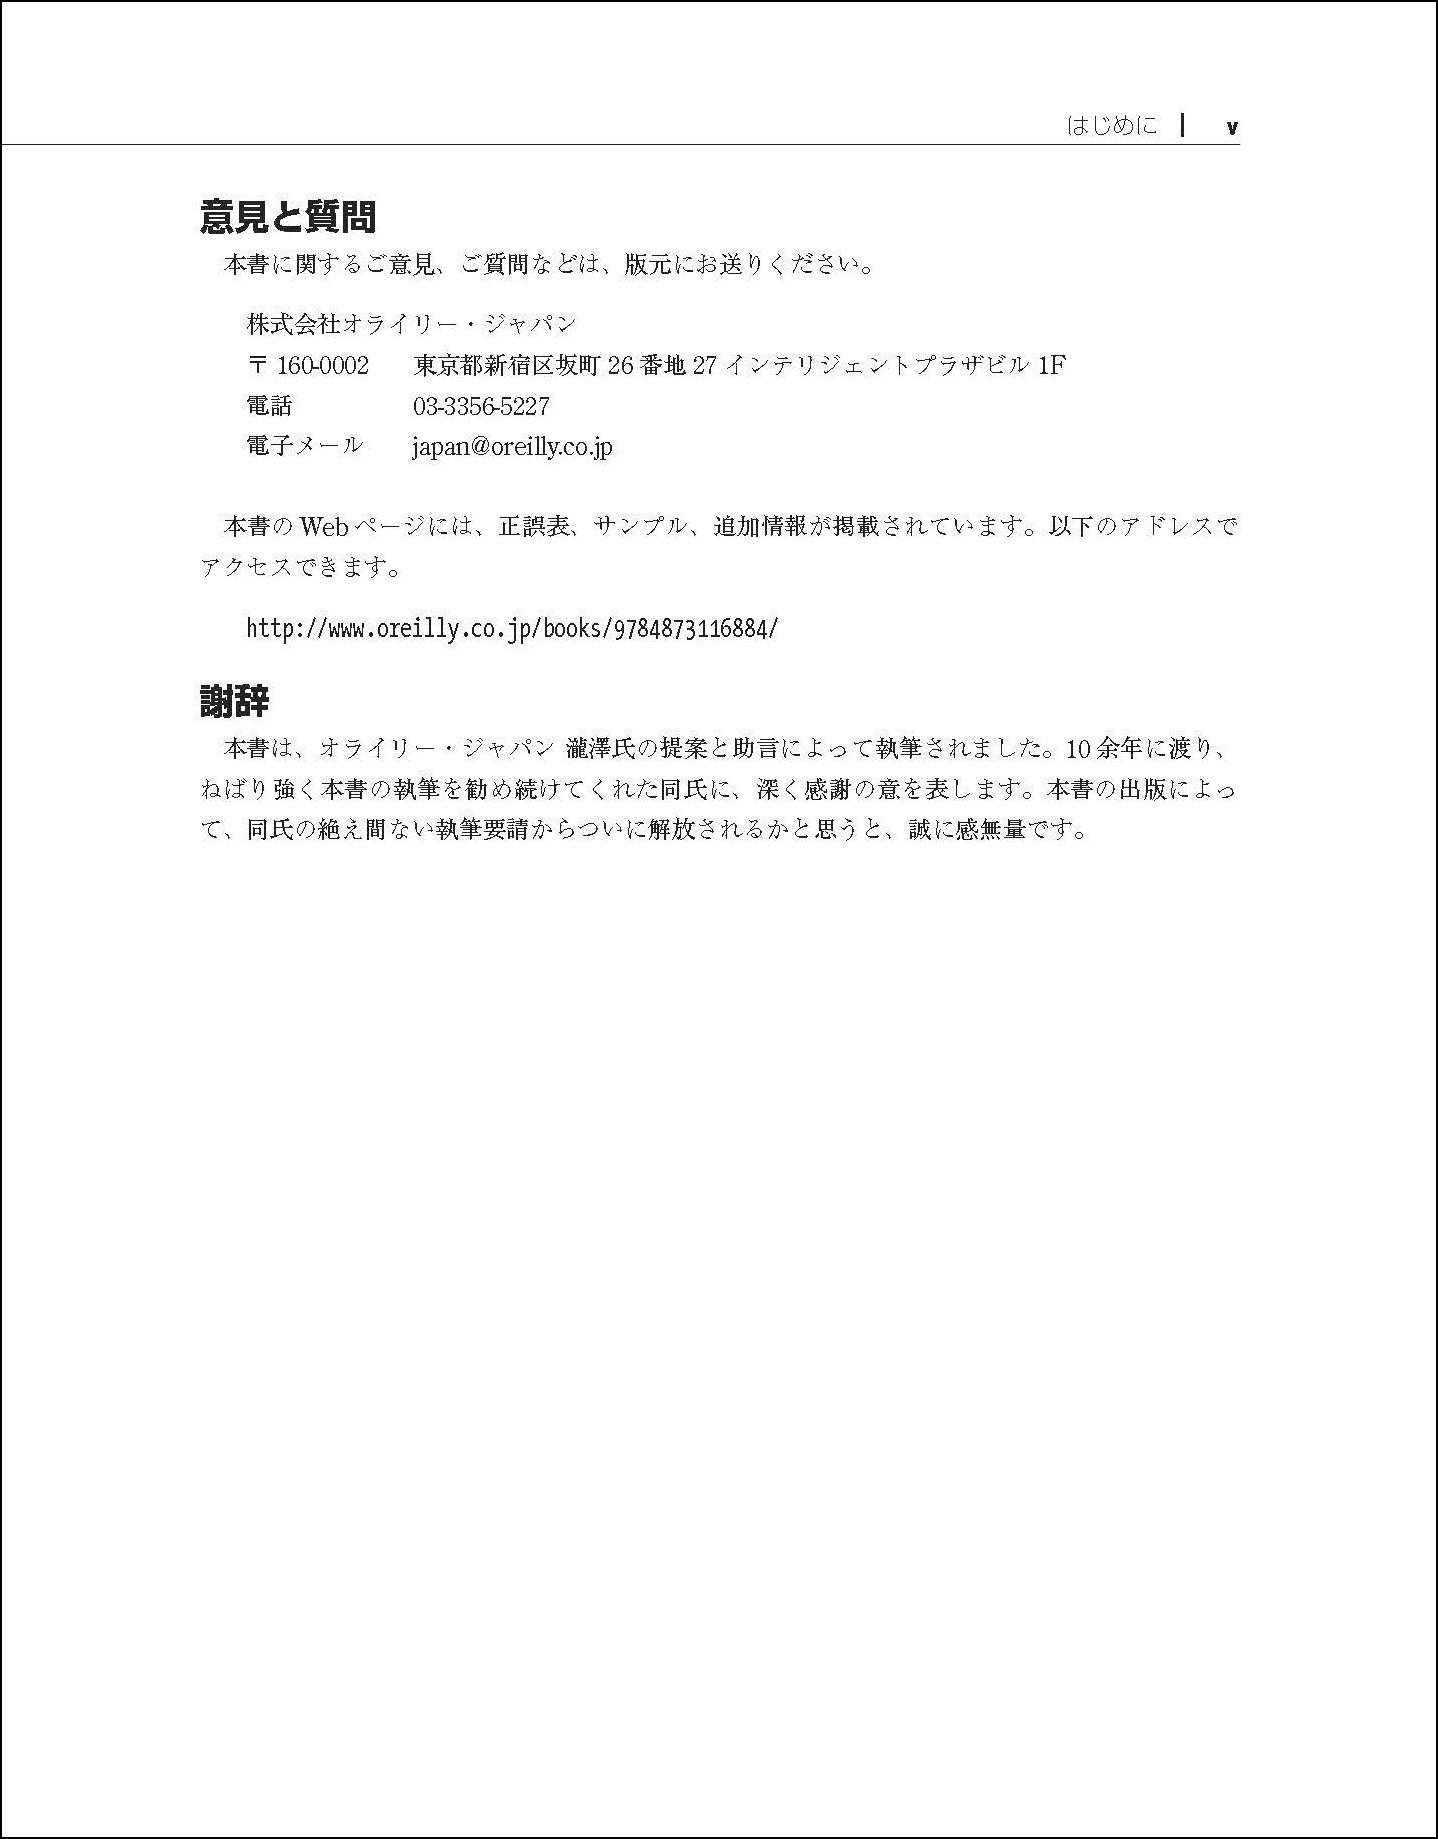 はじめに | v
意見と質問
本書に関するご意見、ご質問などは、版元にお送りください。
株式会社オライリー・ジャパン
〒160-0002 東京都新宿区坂町 26 番地 27 インテリジェントプラザビル 1F
電話 03-3356-5227
電子メール japan@oreilly.co.jp
本書の Web ページには、正誤表、サンプル、追加情報が掲載されています。以下のアドレスで
アクセスできます。
http://www.oreilly.co.jp/books/9784873116884/
謝辞
本書は、オライリー・ジャパン 瀧澤氏の提案と助言によって執筆されました。10 余年に渡り、
ねばり強く本書の執筆を勧め続けてくれた同氏に、深く感謝の意を表します。本書の出版によっ
て、同氏の絶え間ない執筆要請からついに解放されるかと思うと、誠に感無量です。